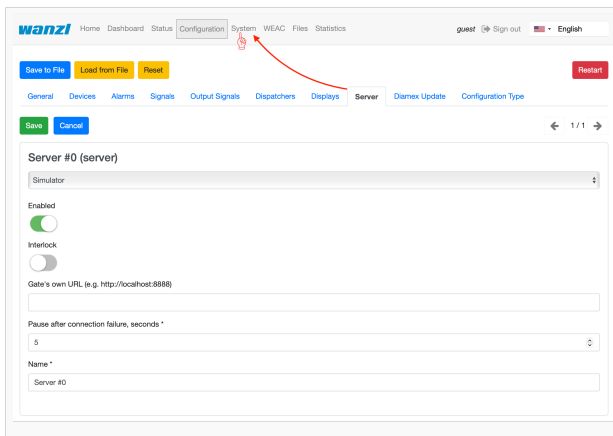 wanzl Home Dashboard Status Configuration System WEAC Files Statistics guest Sign out English
Save to File Load from File Reset Restart
General Devices Alarms Signals Output Signals Dispatchers Displays Server Diamex Update Configuration Type
Save Cancel 1 / 1
Server #0 (server)
Simulator
Enabled
Interlock
Gate's own URL (e.g. http://localhost:8888)
Pause after connection failure, seconds *
5
Name *
Server #0